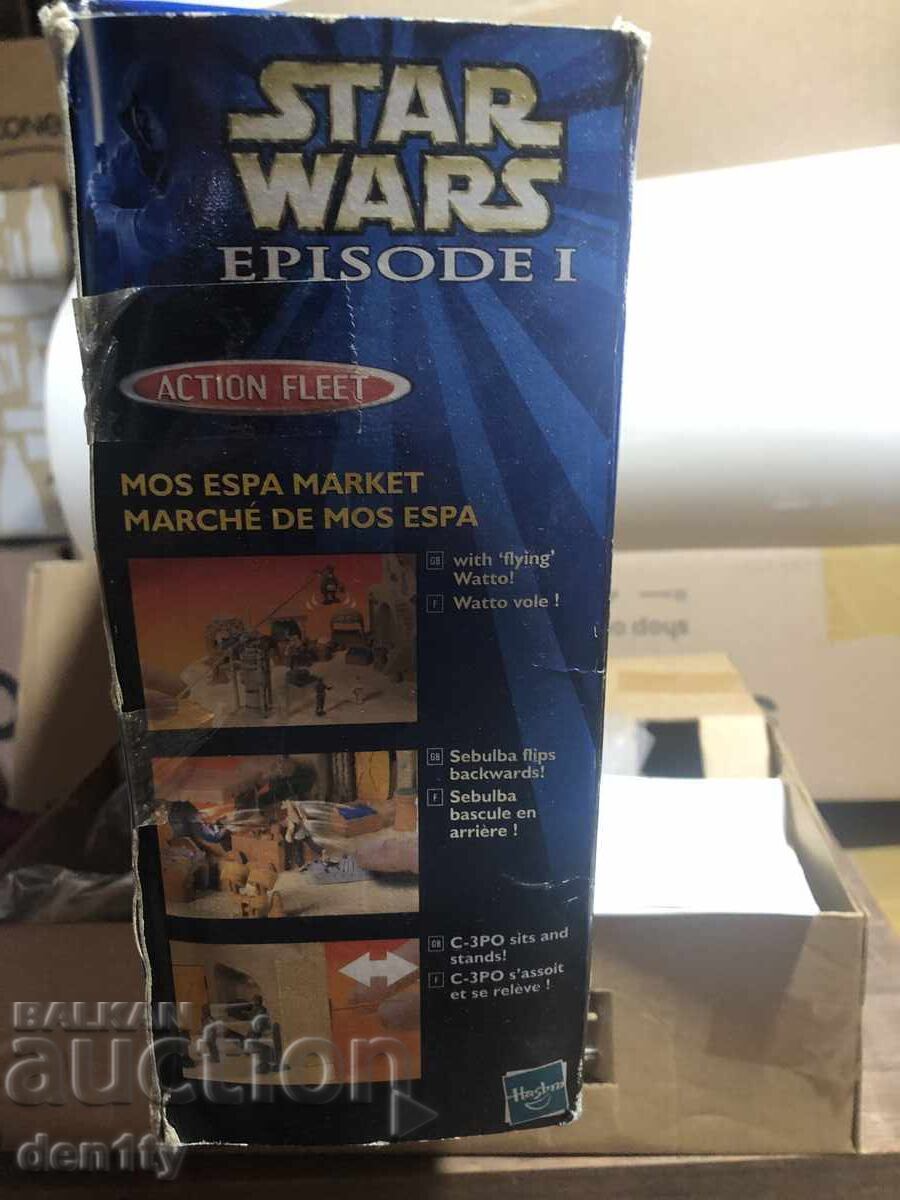 STAR
WARS
EPISODE I
ACTION FLEET
MOS ESPA MARKET
MARCHÉ DE MOS ESPA
GB with ‘flying’
Watto!
F Watto vole !
GB Sebulba flips
backwards!
F Sebulba
bascule en
arrière !
GB C-3PO sits and
stands!
F C-3PO s’assoit
et se relève !
Hasbro
BALKAN
auction
den1ty